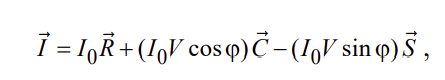 I⃗ = I₀R⃗ + (I₀V cos φ)C⃗ − (I₀V sin φ)S⃗ ,